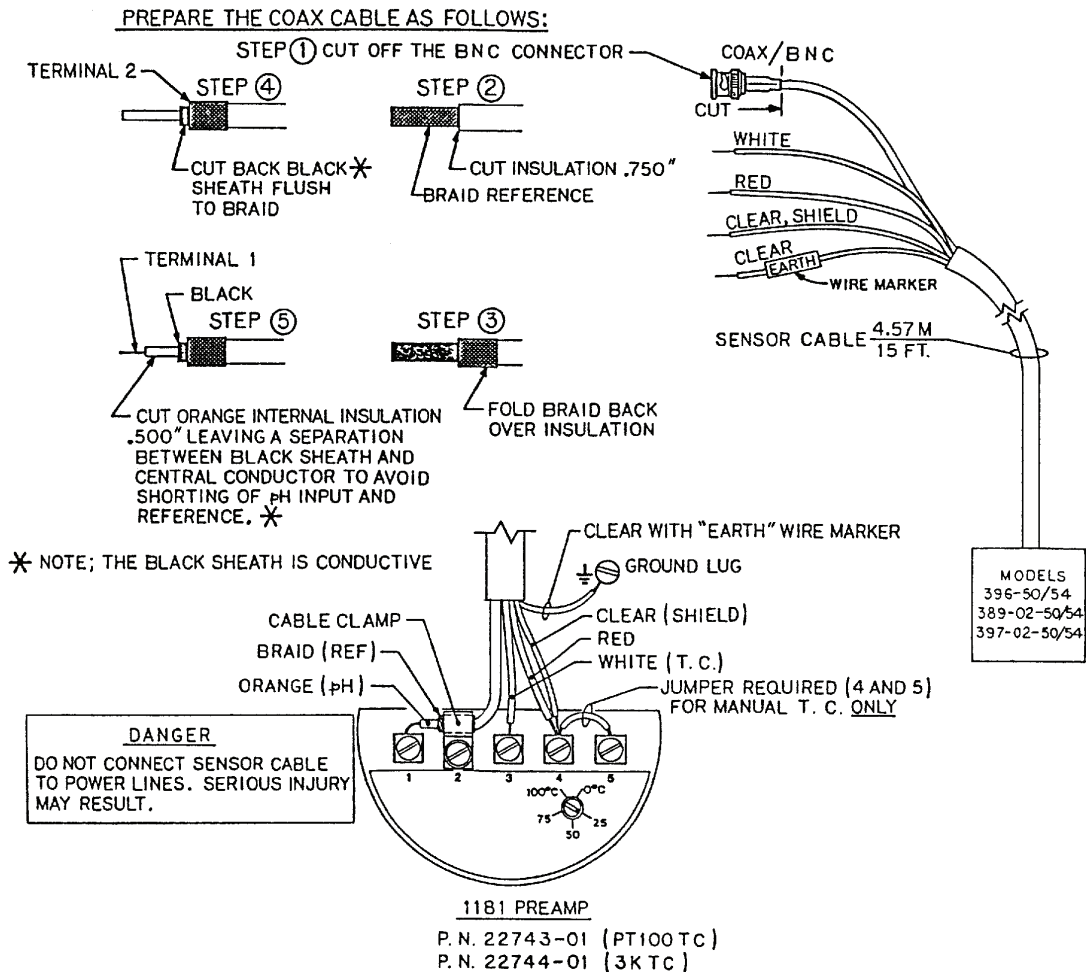 PREPARE THE COAX CABLE AS FOLLOWS:
STEP 1 CUT OFF THE BNC CONNECTOR
COAX/BNC
CUT
TERMINAL 2
STEP 4
CUT BACK BLACK *
SHEATH FLUSH
TO BRAID
STEP 2
CUT INSULATION .750"
BRAID REFERENCE
WHITE
RED
CLEAR, SHIELD
CLEAR
EARTH
WIRE MARKER
TERMINAL 1
BLACK
STEP 5
CUT ORANGE INTERNAL INSULATION
.500" LEAVING A SEPARATION
BETWEEN BLACK SHEATH AND
CENTRAL CONDUCTOR TO AVOID
SHORTING OF pH INPUT AND
REFERENCE. *
STEP 3
FOLD BRAID BACK
OVER INSULATION
SENSOR CABLE 4.57 M
15 FT.
* NOTE; THE BLACK SHEATH IS CONDUCTIVE
MODELS
396-50/54
389-02-50/54
397-02-50/54
CLEAR WITH "EARTH" WIRE MARKER
GROUND LUG
CABLE CLAMP
BRAID (REF)
ORANGE (pH)
CLEAR (SHIELD)
RED
WHITE (T.C.)
JUMPER REQUIRED (4 AND 5)
FOR MANUAL T.C. ONLY
DANGER
DO NOT CONNECT SENSOR CABLE
TO POWER LINES. SERIOUS INJURY
MAY RESULT.
1 2 3 4 5
100°C 0°C
75 25
50
1181 PREAMP
P.N. 22743-01 (PT100 TC)
P.N. 22744-01 (3K TC)